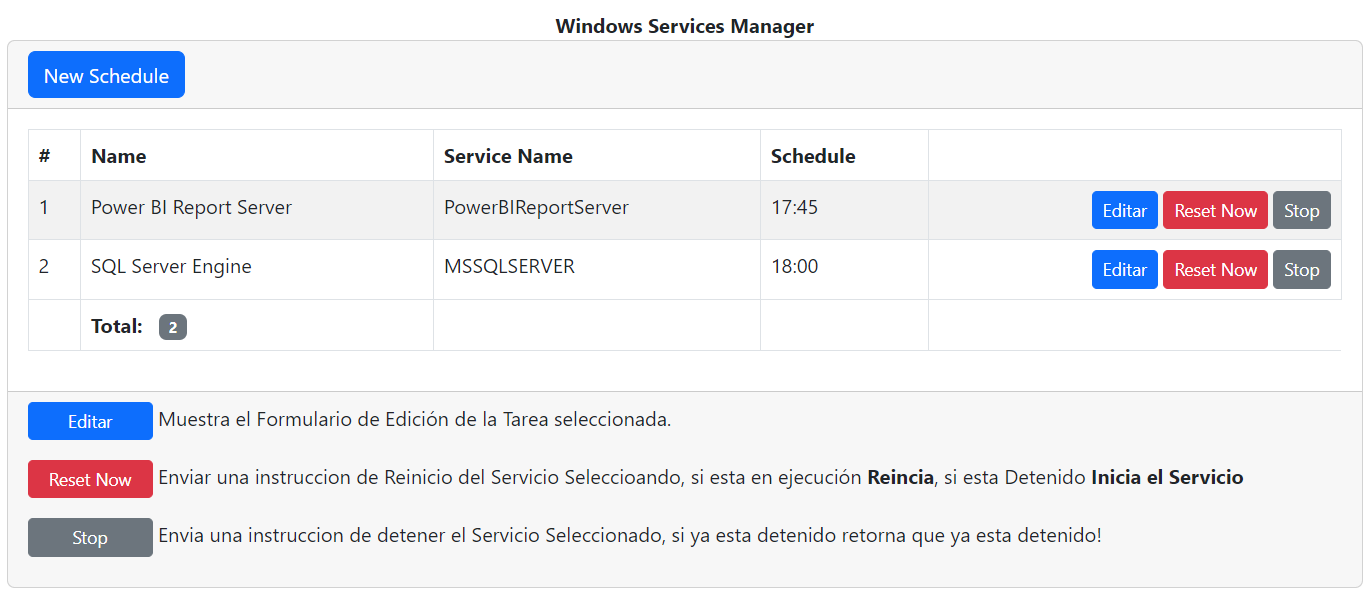 Windows Services Manager
New Schedule
# Name Service Name Schedule
1 Power BI Report Server PowerBIReportServer 17:45 Editar Reset Now Stop
2 SQL Server Engine MSSQLSERVER 18:00 Editar Reset Now Stop
Total: 2
Editar Muestra el Formulario de Edición de la Tarea seleccionada.
Reset Now Enviar una instruccion de Reinicio del Servicio Seleccioando, si esta en ejecución Reincia, si esta Detenido Inicia el Servicio
Stop Envia una instruccion de detener el Servicio Seleccionado, si ya esta detenido retorna que ya esta detenido!